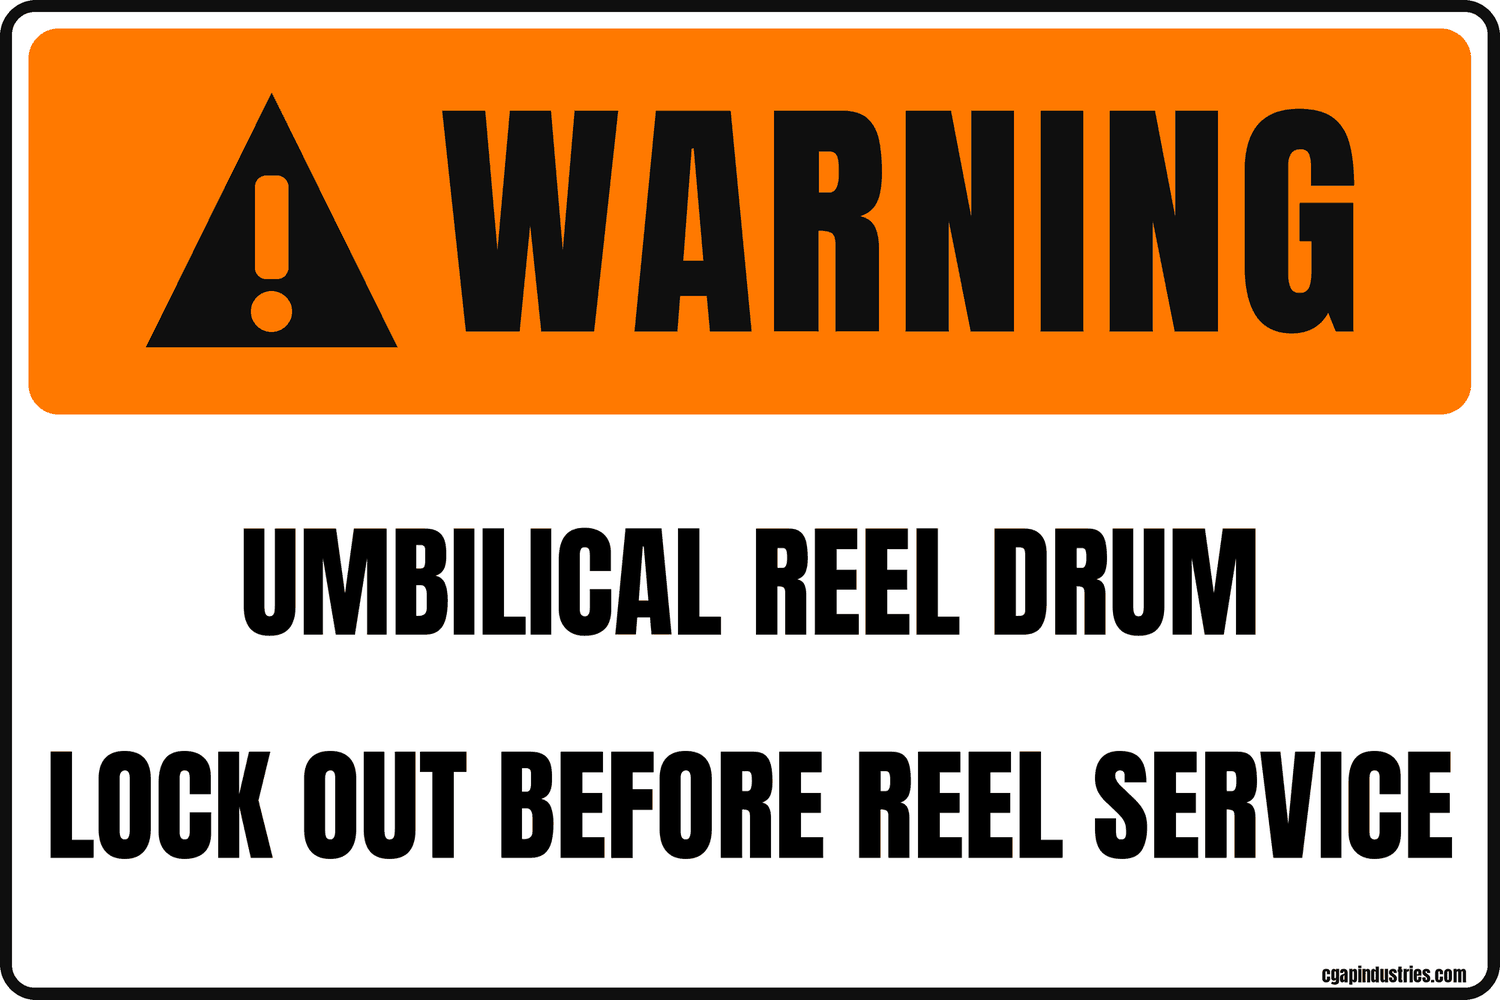 WARNING
UMBILICAL REEL DRUM
LOCK OUT BEFORE REEL SERVICE
cgapindustries.com